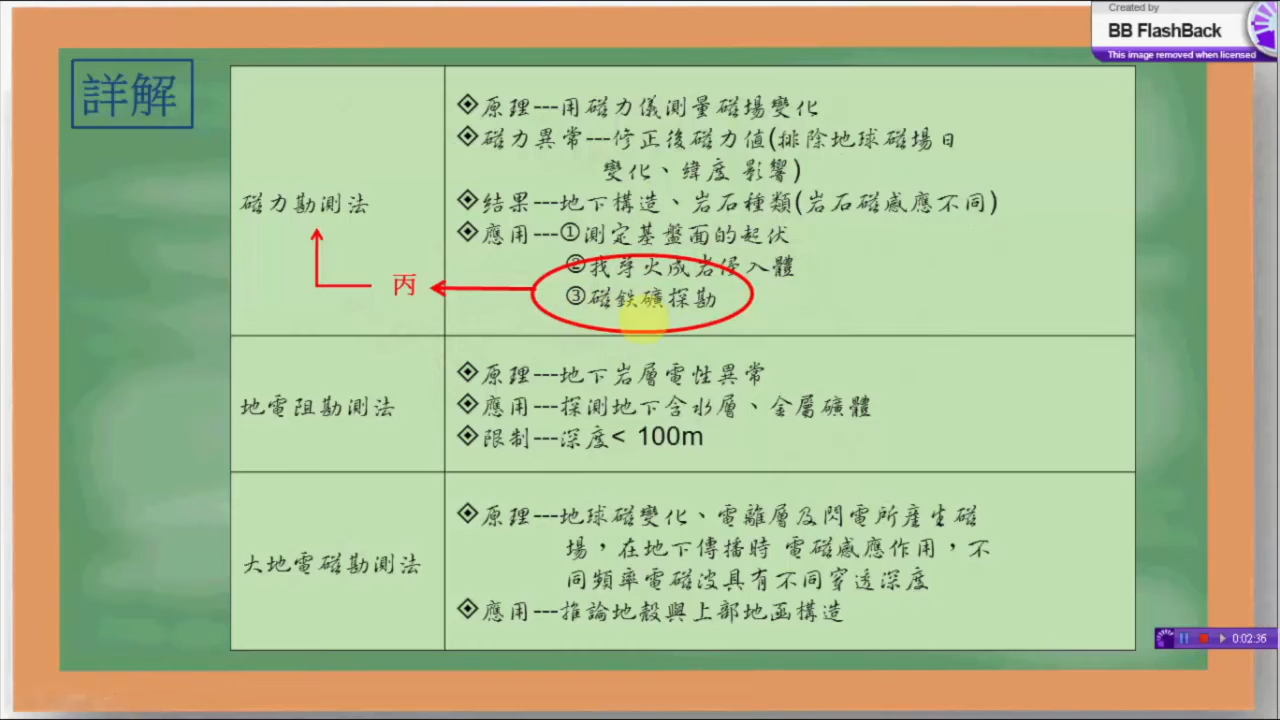 Created by
BB FlashBack
This image removed when licensed
詳解
磁力勘測法
丙
原理---用磁力儀測量磁場變化
磁力異常---修正後磁力值(排除地球磁場日
變化、緯度 影響)
結果---地下構造、岩石種類(岩石磁感應不同)
應用---①測定基盤面的起伏
②找尋火成岩侵入體
③磁鉄礦探勘
地電阻勘測法
原理---地下岩層電性異常
應用---探測地下含水層、金屬礦體
限制---深度< 100m
大地電磁勘測法
原理---地球磁變化、電離層及閃電所產生磁
場，在地下傳播時 電磁感應作用，不
同頻率電磁波具有不同穿透深度
應用---推論地殼與上部地函構造
0:02:36